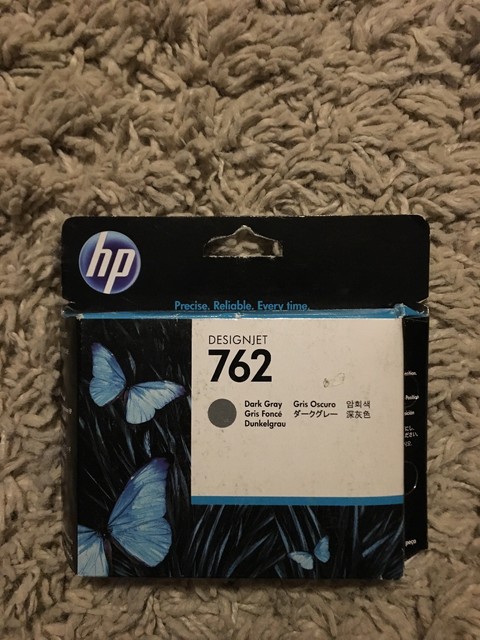 hp
Precise. Reliable. Every time.
DESIGNJET
762
Dark Gray Gris Oscuro 암회색
Gris Foncé ダークグレー 深灰色
Dunkelgrau